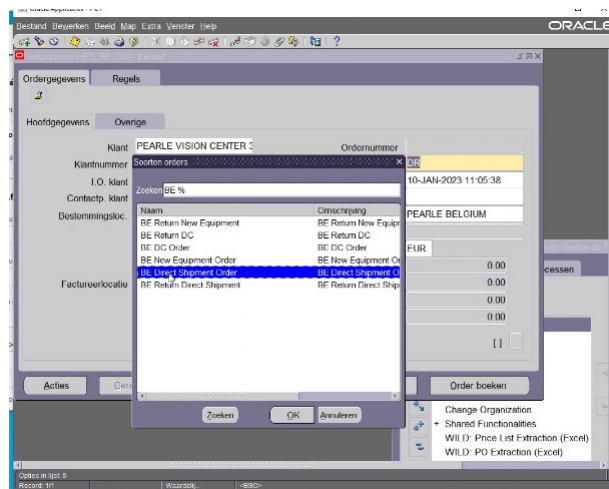 Bestand Bewerken Beeld Map Extra Venster Help
ORACLE
Ordergegevens Regels
Hoofdgegevens Overige
Klant PEARLE VISION CENTER 3 Ordernummer
Klantnummer
I.O. klant 10-JAN-2023 11:05:38
Contactp. klant
Bestemmingsloc. PEARLE BELGIUM
EUR
0.00
Factureerlocatie 0.00
0.00
0.00
[ ]
Soorten orders
Zoeken BE %
Naam Omschrijving
BE Return New Equipment BE Return New Equip
BE Return DC BE Return DC
BE DC Order BE DC Order
BE New Equipment Order BE New Equipment Or
BE Direct Shipment Order BE Direct Shipment O
BE Return Direct Shipment BE Return Direct Ship
Zoeken OK Annuleren
Acties Order boeken
cessen
Change Organization
+ Shared Functionalities
WILD: Price List Extraction (Excel)
WILD: PO Extraction (Excel)
Opties in lijst: 6
Record: 1/1 Waardelij... <BSC>